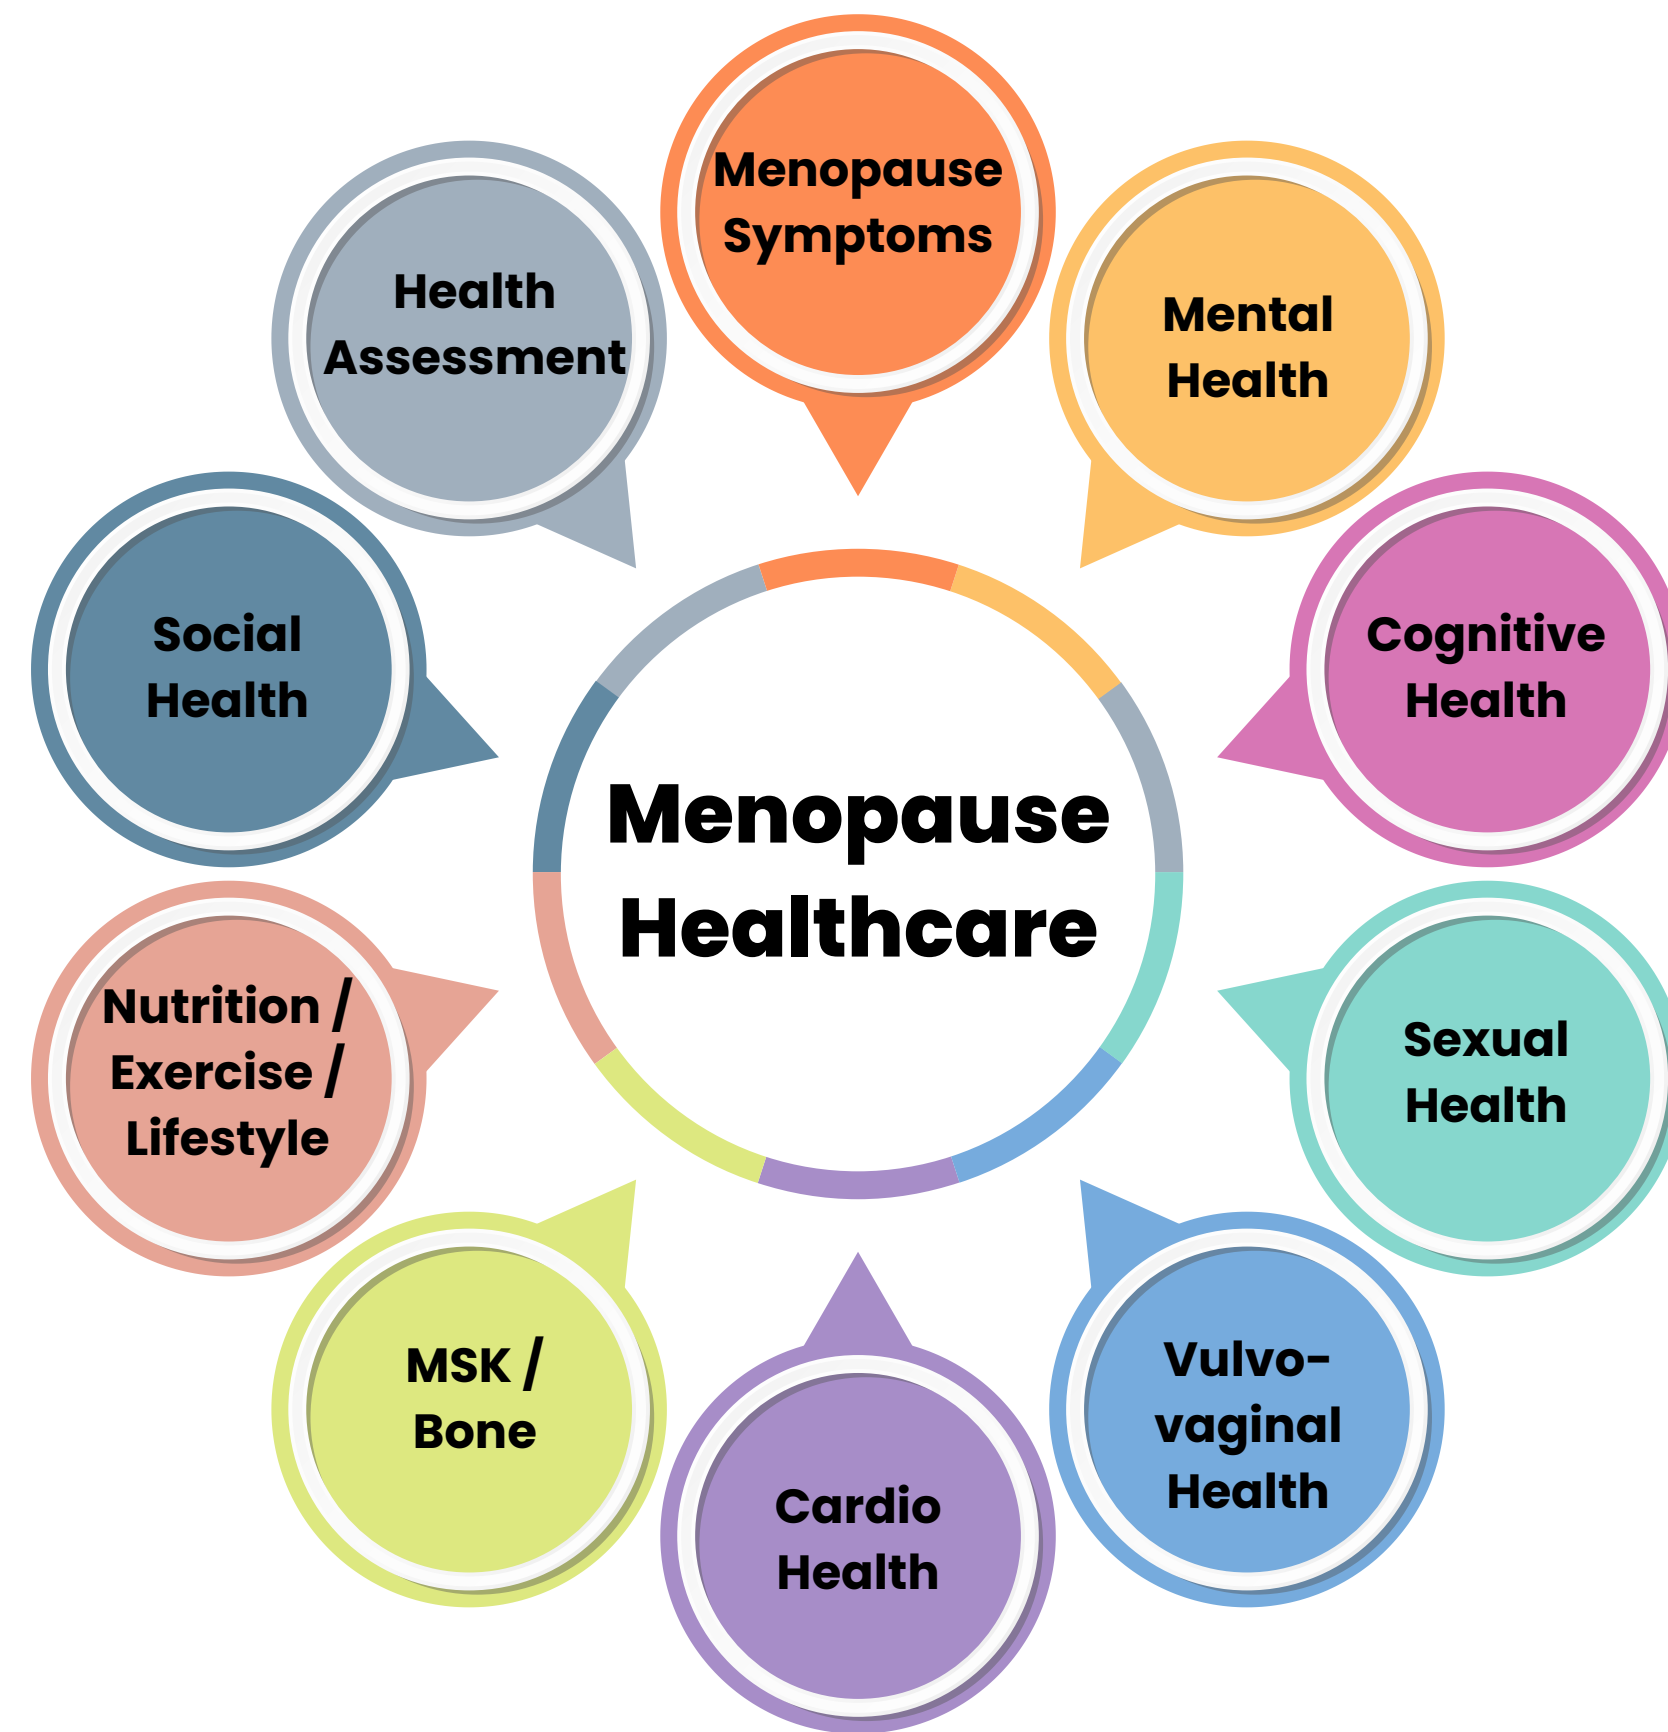 Menopause
Symptoms
Mental
Health
Cognitive
Health
Sexual
Health
Vulvo-
vaginal
Health
Cardio
Health
MSK /
Bone
Nutrition /
Exercise /
Lifestyle
Social
Health
Health
Assessment
Menopause
Healthcare